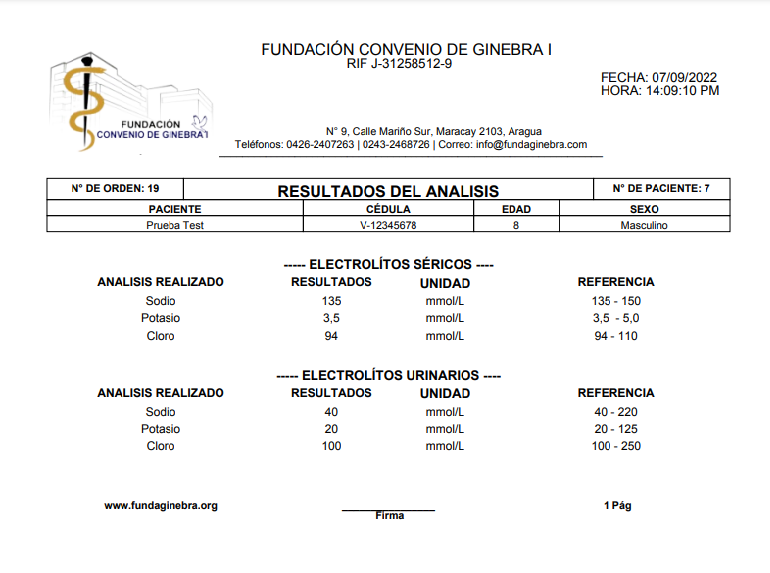 FUNDACIÓN CONVENIO DE GINEBRA I
RIF J-31258512-9
FECHA: 07/09/2022
HORA: 14:09:10 PM
FUNDACIÓN
CONVENIO DE GINEBRA I
N° 9, Calle Mariño Sur, Maracay 2103, Aragua
Teléfonos: 0426-2407263 | 0243-2468726 | Correo: info@fundaginebra.com
N° DE ORDEN: 19 RESULTADOS DEL ANALISIS N° DE PACIENTE: 7
PACIENTE CÉDULA EDAD SEXO
Prueba Test V-12345678 8 Masculino
----- ELECTROLÍTOS SÉRICOS ----
ANALISIS REALIZADO RESULTADOS UNIDAD REFERENCIA
Sodio 135 mmol/L 135 - 150
Potasio 3,5 mmol/L 3,5 - 5,0
Cloro 94 mmol/L 94 - 110
----- ELECTROLÍTOS URINARIOS ----
ANALISIS REALIZADO RESULTADOS UNIDAD REFERENCIA
Sodio 40 mmol/L 40 - 220
Potasio 20 mmol/L 20 - 125
Cloro 100 mmol/L 100 - 250
www.fundaginebra.org
Firma
1 Pág